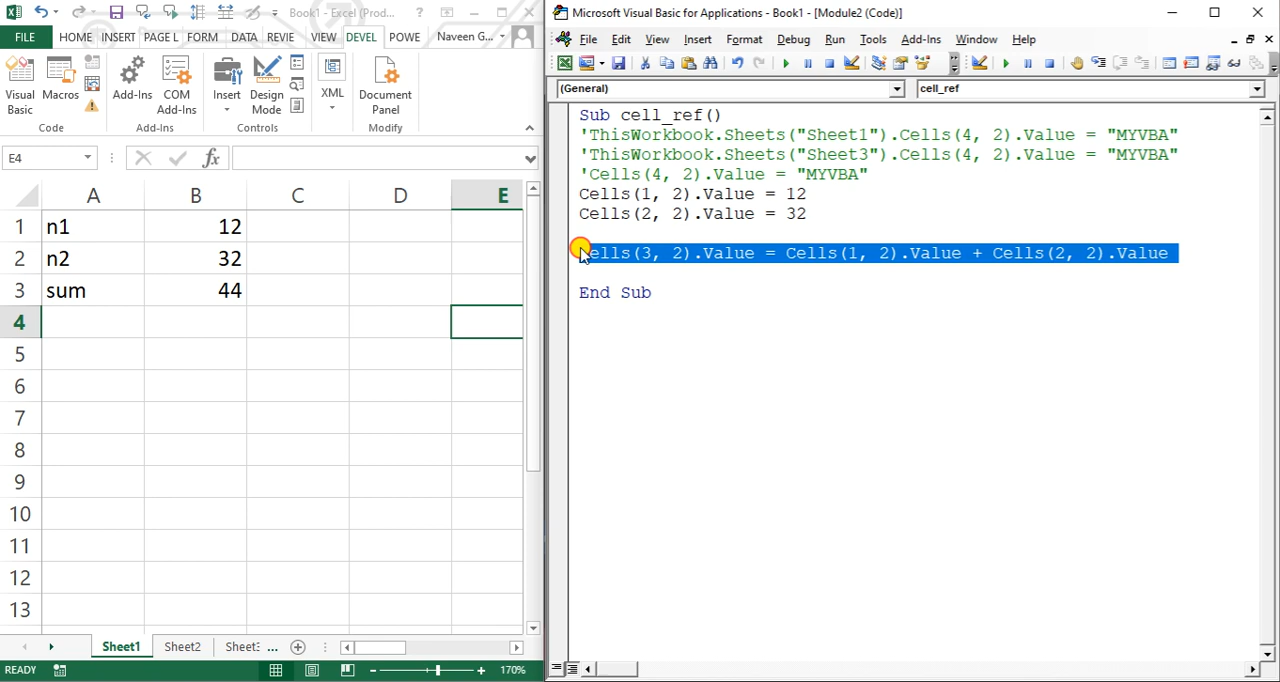 Book1 - Excel (Prod...
FILE HOME INSERT PAGE L FORM DATA REVIE VIEW DEVEL POWE Naveen G...
Visual Basic
Macros
Code
Add-Ins
COM Add-Ins
Add-Ins
Insert
Design Mode
Controls
XML
Document Panel
Modify
E4
fx
A B C D E
1 n1 12
2 n2 32
3 sum 44
4
5
6
7
8
9
10
11
12
13
Sheet1 Sheet2 Sheet3 ...
READY 170%
Microsoft Visual Basic for Applications - Book1 - [Module2 (Code)]
File Edit View Insert Format Debug Run Tools Add-Ins Window Help
(General) cell_ref
Sub cell_ref()
'ThisWorkbook.Sheets("Sheet1").Cells(4, 2).Value = "MYVBA"
'ThisWorkbook.Sheets("Sheet3").Cells(4, 2).Value = "MYVBA"
'Cells(4, 2).Value = "MYVBA"
Cells(1, 2).Value = 12
Cells(2, 2).Value = 32
Cells(3, 2).Value = Cells(1, 2).Value + Cells(2, 2).Value
End Sub